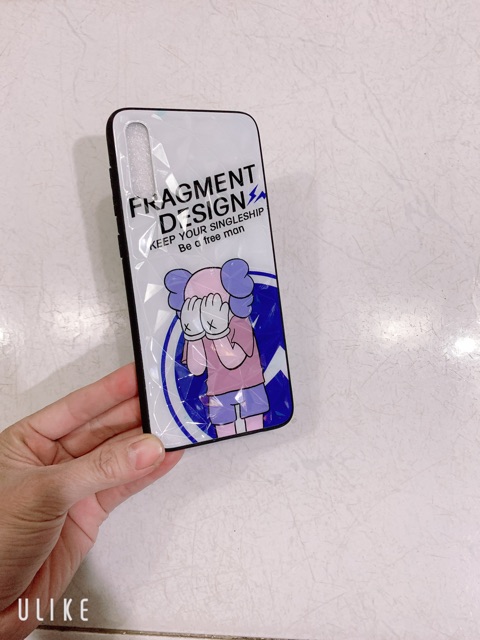 FRAGMENT
DESIGN
KEEP YOUR SINGLESHIP
Be a free man
ULIKE